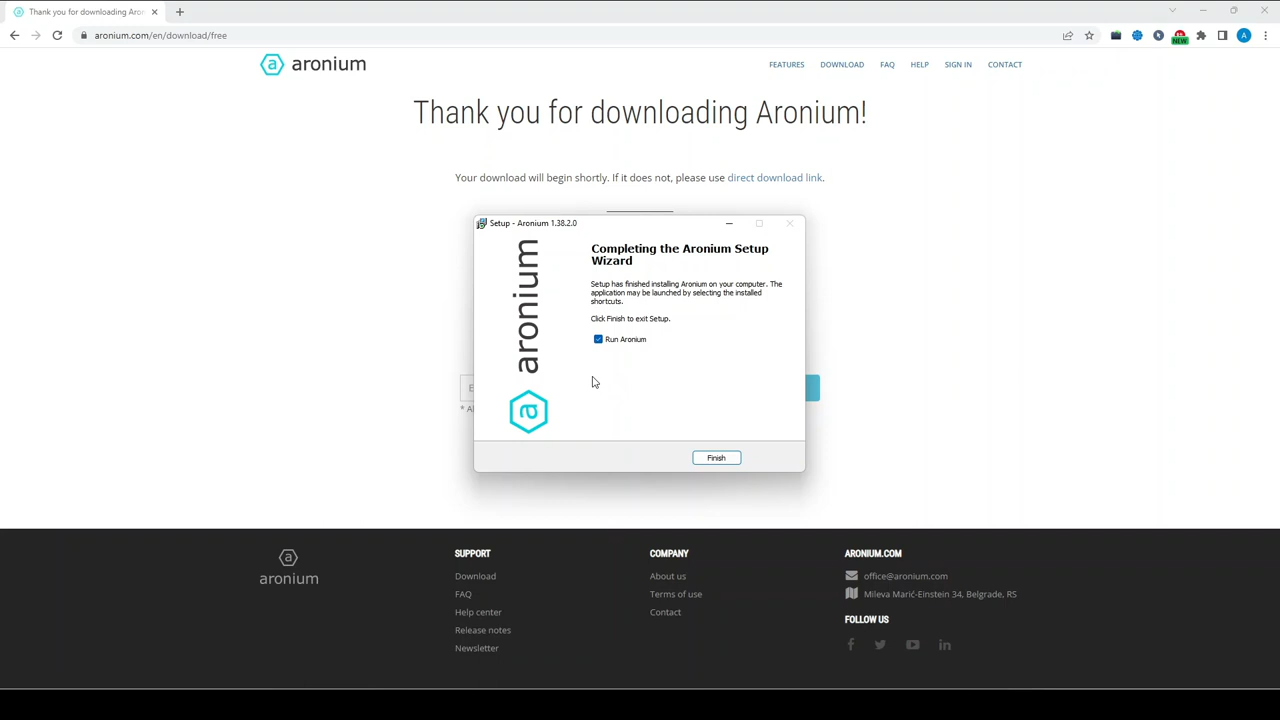 Thank you for downloading Aron
aronium.com/en/download/free
NEW
A
a aronium
FEATURES DOWNLOAD FAQ HELP SIGN IN CONTACT
Thank you for downloading Aronium!
Your download will begin shortly. If it does not, please use direct download link.
Setup - Aronium 1.38.2.0
Completing the Aronium Setup
Wizard
Setup has finished installing Aronium on your computer. The
application may be launched by selecting the installed
shortcuts.
Click Finish to exit Setup.
Run Aronium
a aronium
Finish
a
aronium
SUPPORT
Download
FAQ
Help center
Release notes
Newsletter
COMPANY
About us
Terms of use
Contact
ARONIUM.COM
office@aronium.com
Mileva Marić-Einstein 34, Belgrade, RS
FOLLOW US